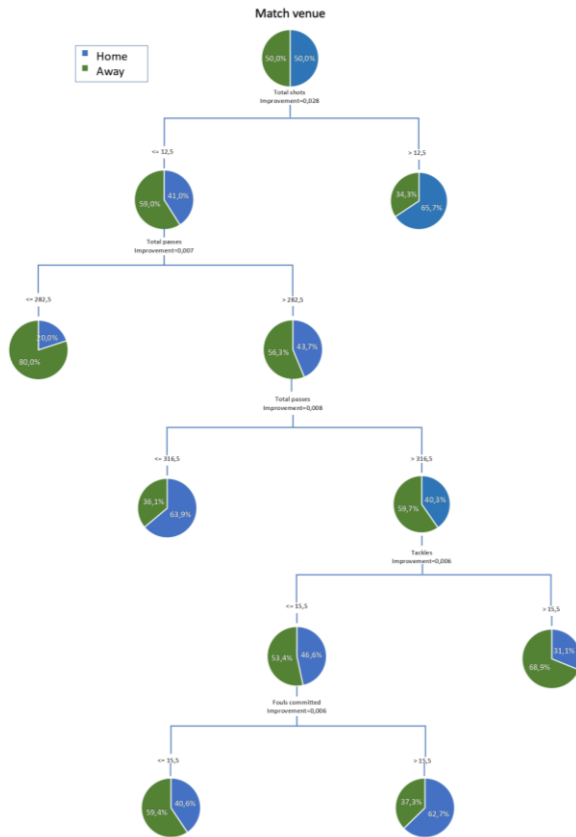 Match venue
Home
Away
50,0% 50,0%
Total shots
Improvement=0,028
<= 12,5
> 12,5
59,0% 41,0%
34,3%
65,7%
Total passes
Improvement=0,007
<= 282,5
> 282,5
20,0%
80,0%
56,3% 43,7%
Total passes
Improvement=0,008
<= 316,5
> 316,5
36,1%
63,9%
59,7% 40,3%
Tackles
Improvement=0,006
<= 15,5
> 15,5
53,4% 46,6%
31,1%
68,9%
Fouls committed
Improvement=0,006
<= 15,5
> 15,5
59,4% 40,6%
37,3%
62,7%